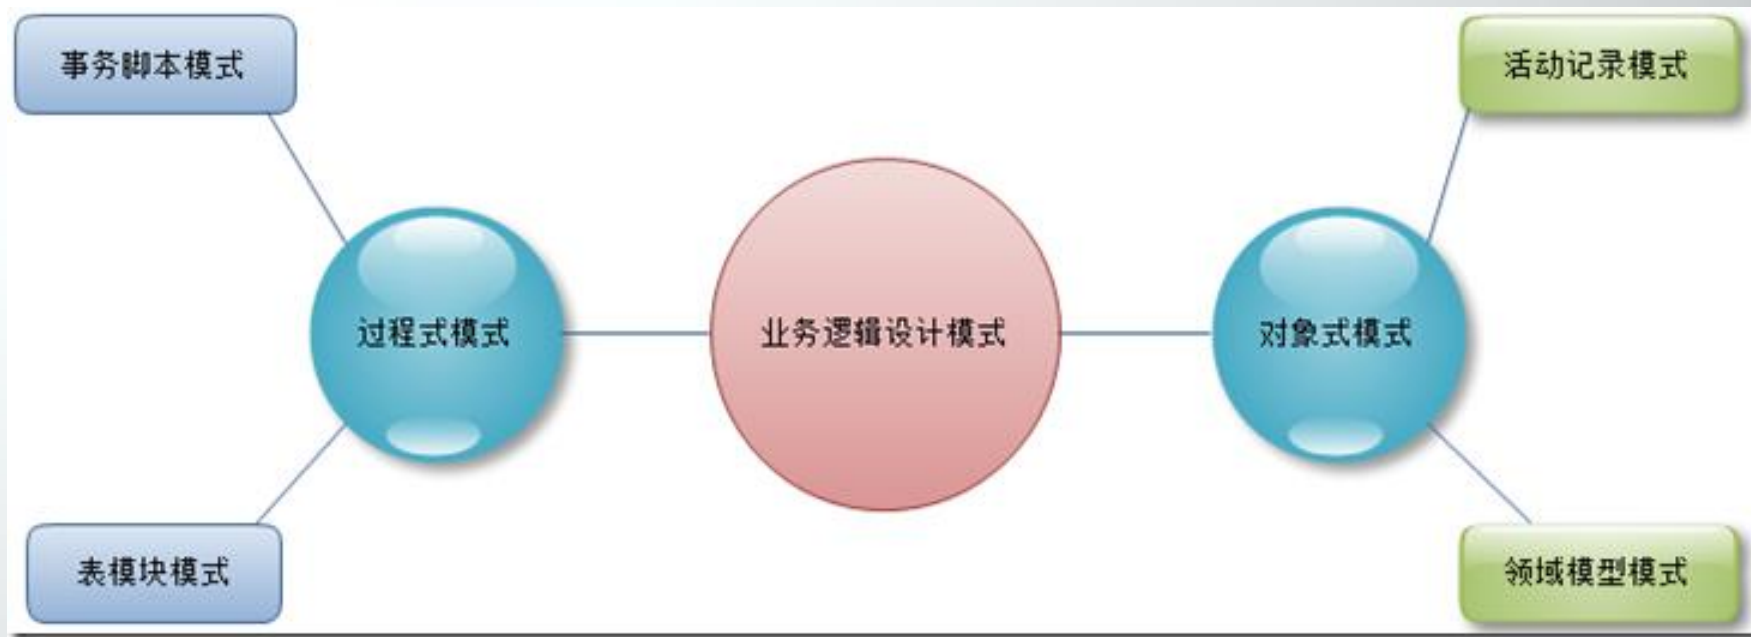 事务脚本模式
活动记录模式
过程式模式
业务逻辑设计模式
对象式模式
表模块模式
领域模型模式